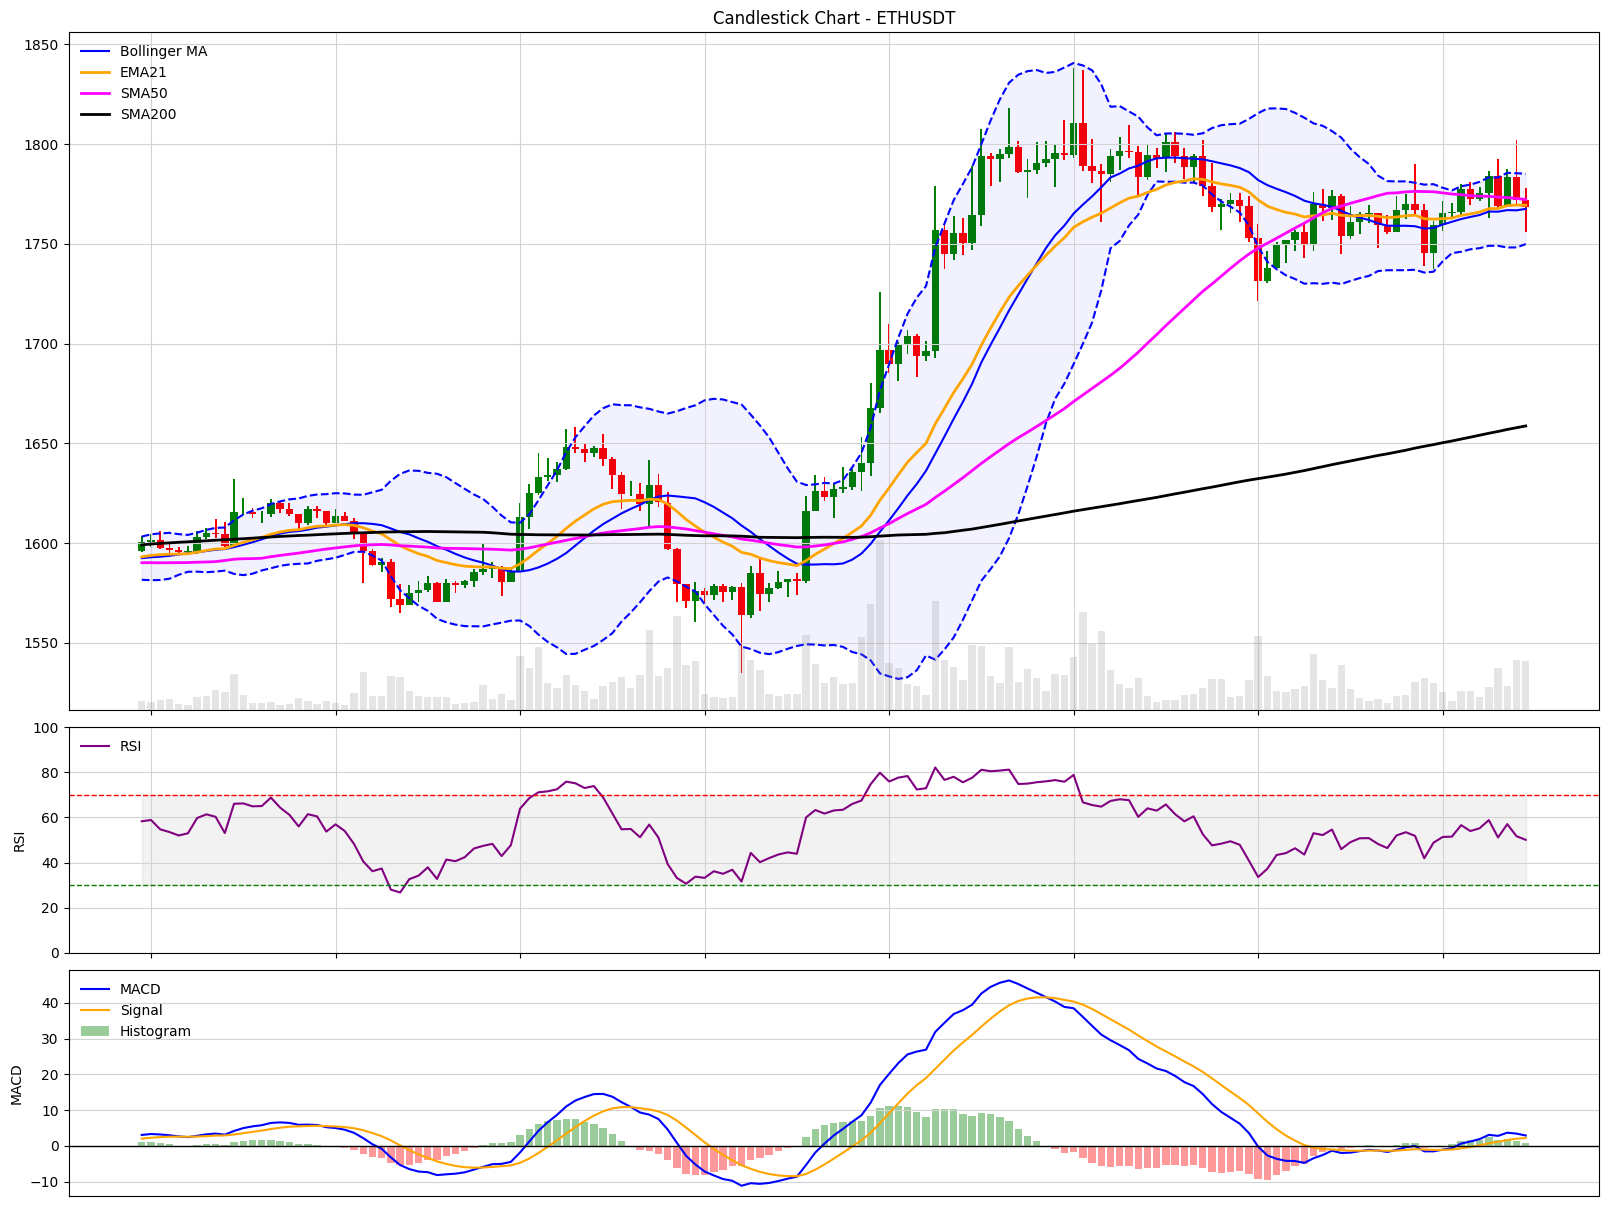 Candlestick Chart - ETHUSDT
Bollinger MA
EMA21
SMA50
SMA200
1850
1800
1750
1700
1650
1600
1550
RSI
100
80
60
40
20
0
RSI
MACD
Signal
Histogram
40
30
20
10
0
−10
MACD